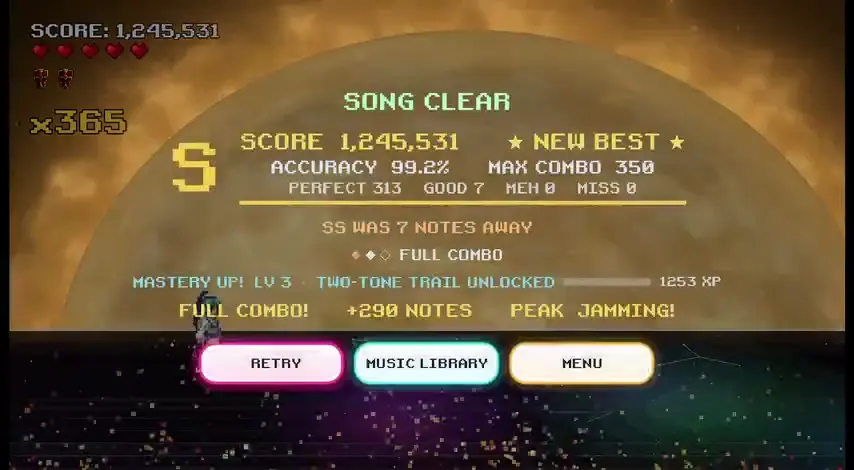 SCORE: 1,245,531
x365
SONG CLEAR
S
SCORE 1,245,531 ★ NEW BEST ★
ACCURACY 99.2% MAX COMBO 350
PERFECT 313 GOOD 7 MEH 0 MISS 0
SS WAS 7 NOTES AWAY
FULL COMBO
MASTERY UP! LV 3 · TWO-TONE TRAIL UNLOCKED 1253 XP
FULL COMBO! +290 NOTES PEAK JAMMING!
RETRY MUSIC LIBRARY MENU